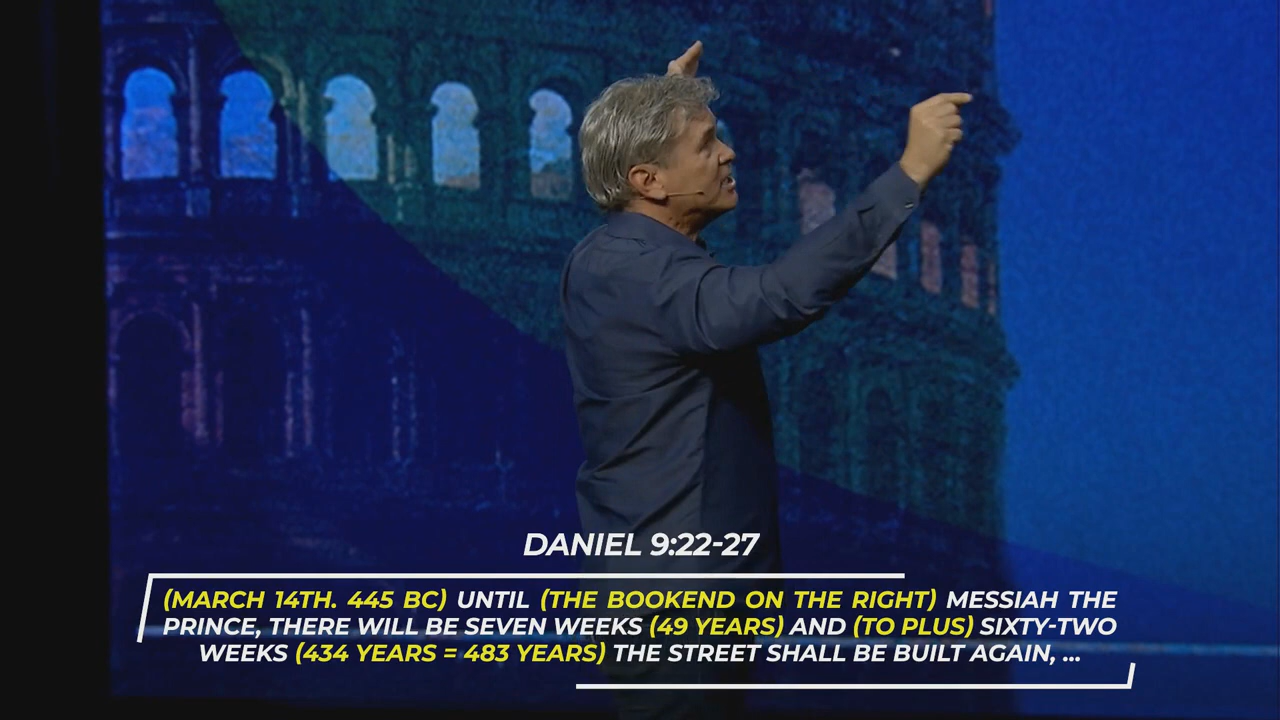 DANIEL 9:22-27
(MARCH 14TH. 445 BC) UNTIL (THE BOOKEND ON THE RIGHT) MESSIAH THE
PRINCE, THERE WILL BE SEVEN WEEKS (49 YEARS) AND (TO PLUS) SIXTY-TWO
WEEKS (434 YEARS = 483 YEARS) THE STREET SHALL BE BUILT AGAIN, ...